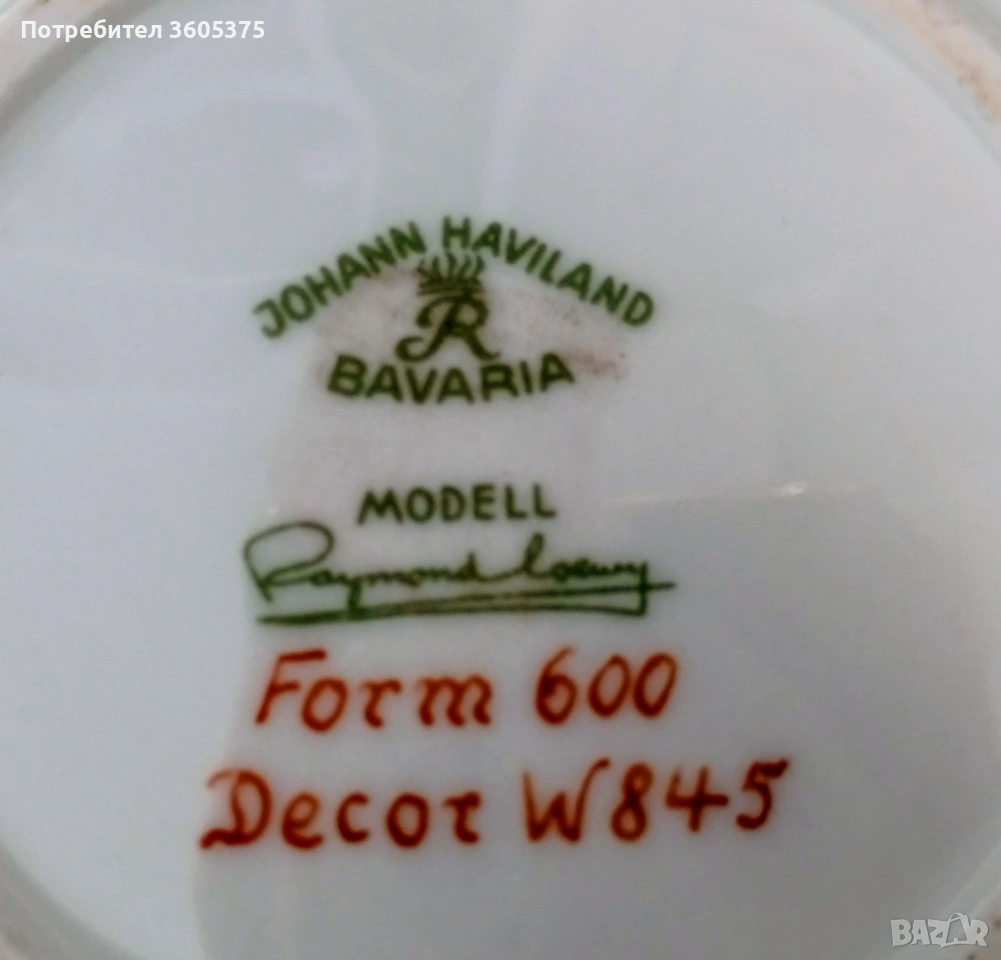 Потребител 3605375
JOHANN HAVILAND
R
BAVARIA
MODELL
Raymond Loewy
Form 600
Decor W845
BAZAR